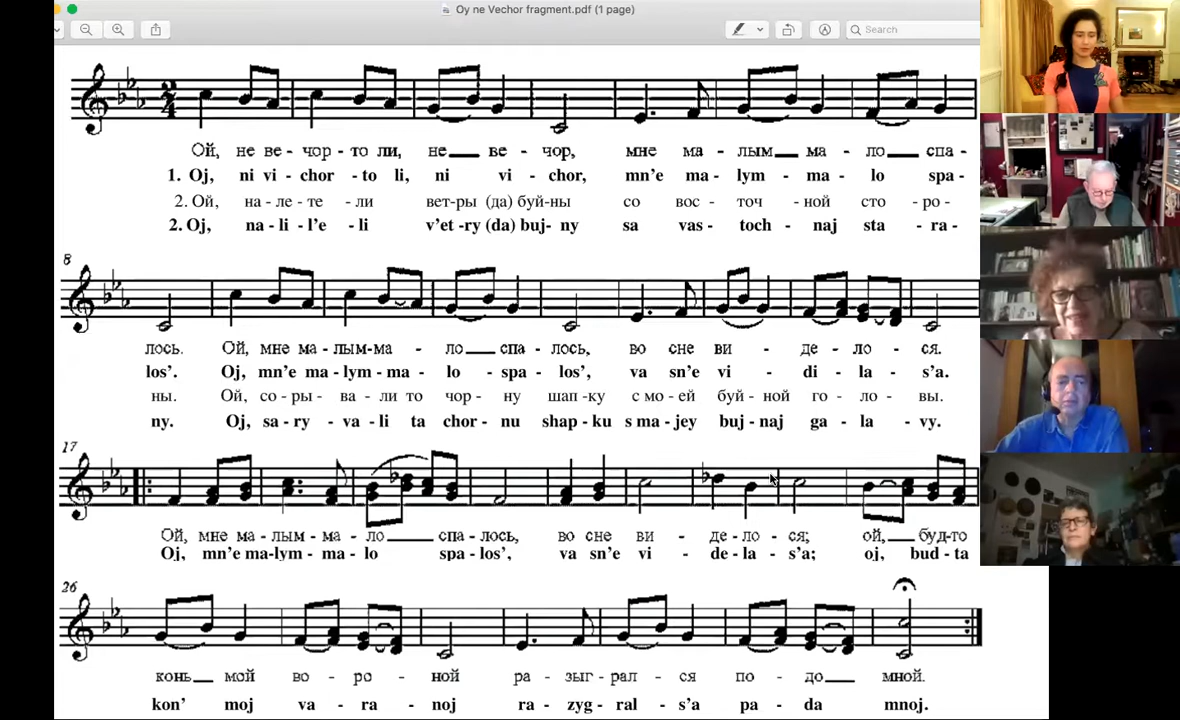 Oy ne Vechor fragment.pdf (1 page)
Search
Ой, не ве - чор - то ли, не ве - чор, мне ма - лым ма - ло спа -
1. Oj, ni vi - chor - to li, ni vi - chor, mn'e ma - lym - ma - lo spa -
2. Ой, на - ле - те - ли вет-ры (да) буй-ны со вос - точ - ной сто - ро -
2. Oj, na - li - l'e - li v'et -ry (da) buj- ny sa vas - toch - naj sta - ra -
8
лось. Ой, мне ма - лым-ма - ло спа - лось, во сне ви - де - ло - ся.
los'. Oj, mn'e ma - lym - ma - lo - spa - los', va sn'e vi - di - la - s'a.
ны. Ой, со - ры - ва - ли то чор - ну шап -ку с мо - ей буй - ной го - ло - вы.
ny. Oj, sa - ry - va - li ta chor - nu shap - ku s ma - jey buj - naj ga - la - vy.
17
Ой, мне ма - лым - ма - ло спа - лось, во сне ви - де - ло - ся; ой, буд-то
Oj, mn'e ma-lym - ma - lo spa - los', va sn'e vi - de - la - s'a; oj, bud - ta
26
конь мой во - ро - ной ра - зыг - рал - ся по - до мной.
kon' moj va - ra - noj ra - zyg - ral - s'a pa - da mnoj.